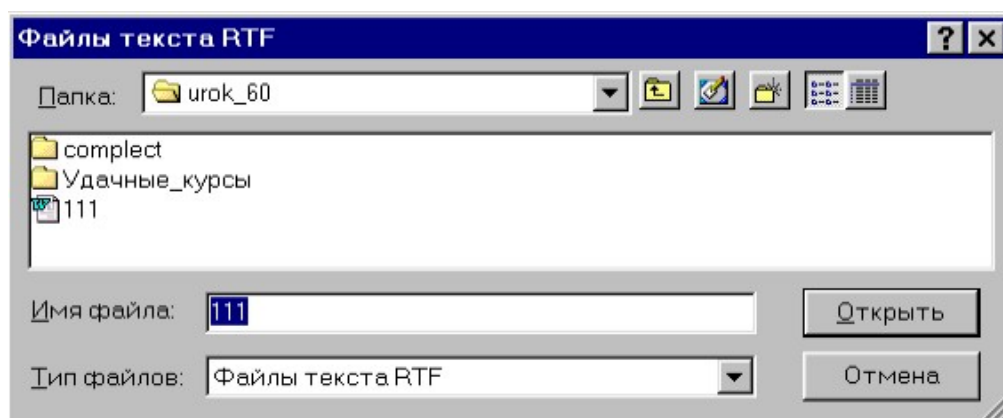 Файлы текста RTF
Папка: urok_60
complect
Удачные_курсы
111
Имя файла: 111 Открыть
Тип файлов: Файлы текста RTF Отмена